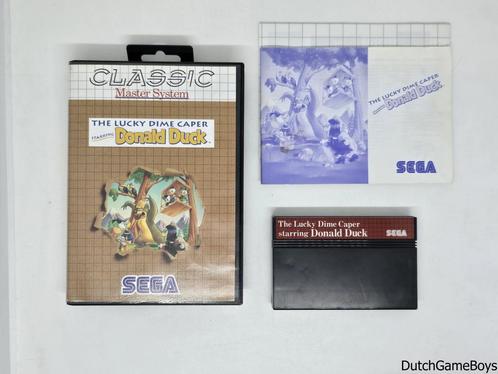 CLASSIC
Master System
THE LUCKY DIME CAPER
STARRING Donald Duck
SEGA
THE LUCKY DIME CAPER
STARRING Donald Duck
SEGA
The Lucky Dime Caper
starring Donald Duck
SEGA
DutchGameBoys